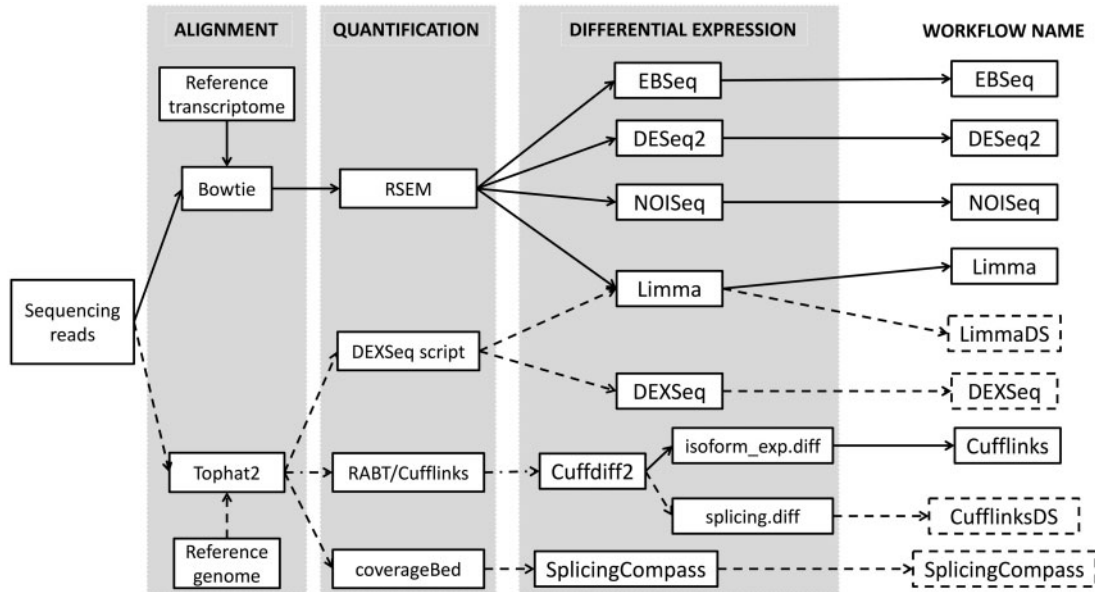 ALIGNMENT
QUANTIFICATION
DIFFERENTIAL EXPRESSION
WORKFLOW NAME
Reference
transcriptome
Bowtie
RSEM
EBSeq
EBSeq
DESeq2
DESeq2
NOISeq
NOISeq
Limma
Limma
Sequencing
reads
DEXSeq script
LimmaDS
DEXSeq
DEXSeq
Tophat2
RABT/Cufflinks
Cuffdiff2
isoform_exp.diff
Cufflinks
splicing.diff
CufflinksDS
Reference
genome
coverageBed
SplicingCompass
SplicingCompass